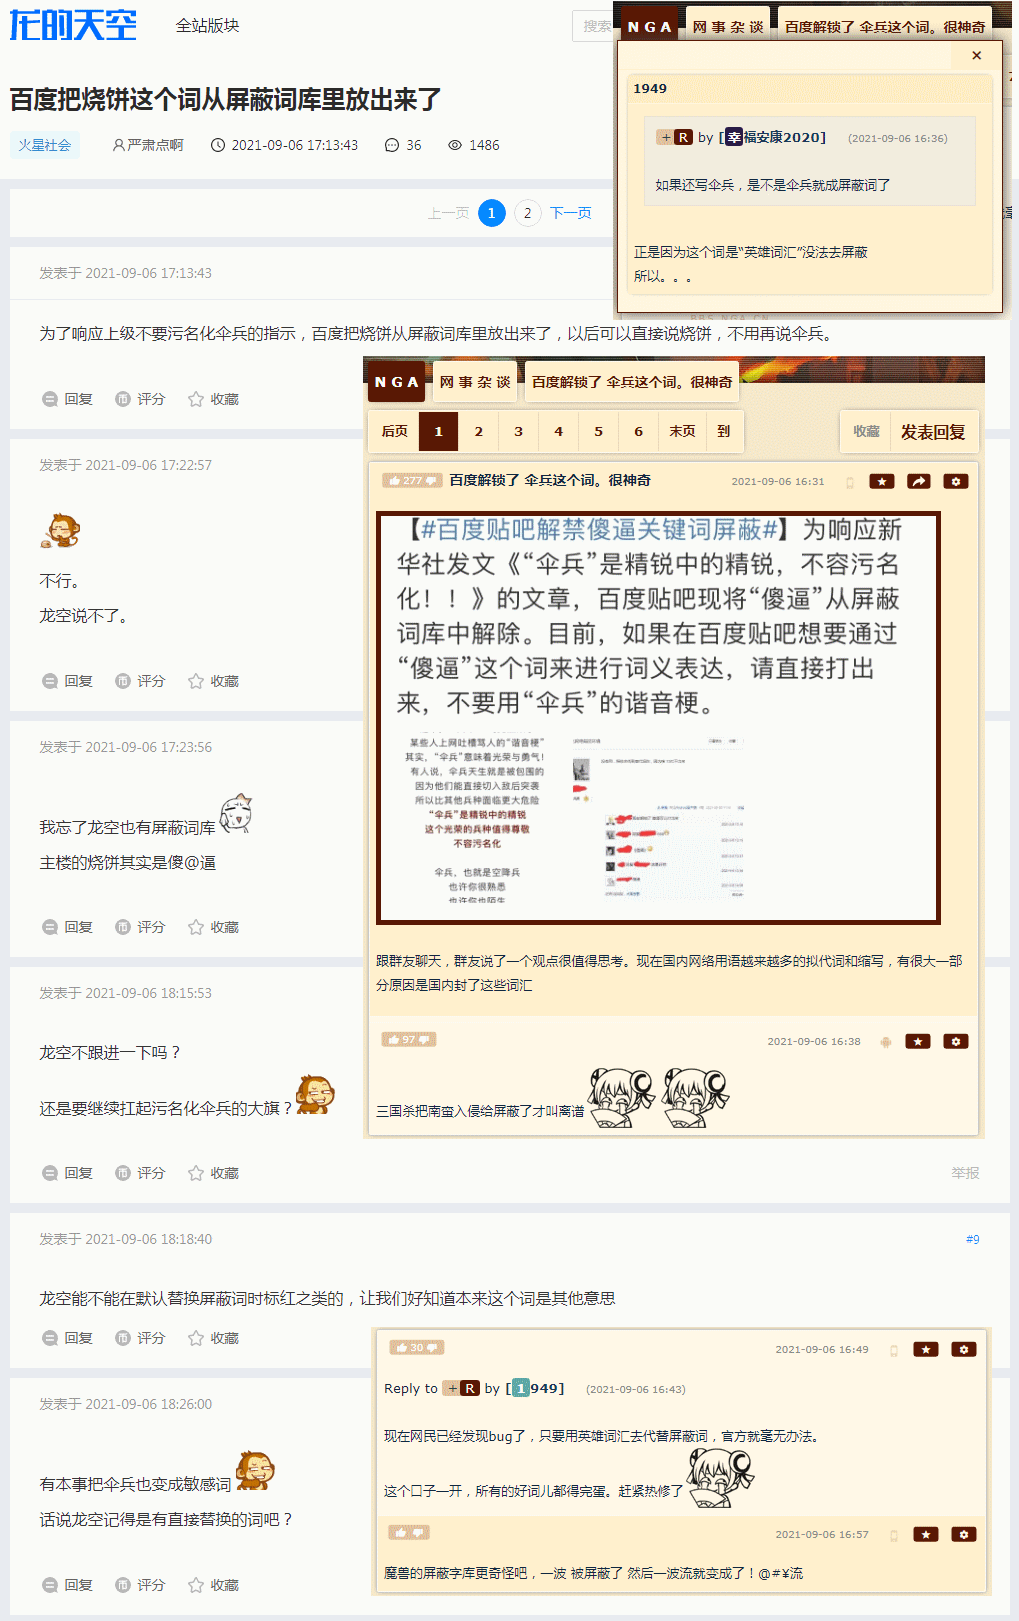 龙的天空
全站版块
搜索
百度把烧饼这个词从屏蔽词库里放出来了
火星社会
严肃点啊
2021-09-06 17:13:43
36
1486
上一页
1
2
下一页
发表于 2021-09-06 17:13:43
为了响应上级不要污名化伞兵的指示，百度把烧饼从屏蔽词库里放出来了，以后可以直接说烧饼，不用再说伞兵。
回复 评分 收藏
发表于 2021-09-06 17:22:57
不行。
龙空说不了。
回复 评分 收藏
发表于 2021-09-06 17:23:56
我忘了龙空也有屏蔽词库
主楼的烧饼其实是傻@逼
回复 评分 收藏
发表于 2021-09-06 18:15:53
龙空不跟进一下吗？
还是要继续扛起污名化伞兵的大旗？
回复 评分 收藏
举报
发表于 2021-09-06 18:18:40
#9
龙空能不能在默认替换屏蔽词时标红之类的，让我们好知道本来这个词是其他意思
回复 评分 收藏
发表于 2021-09-06 18:26:00
有本事把伞兵也变成敏感词
话说龙空记得是有直接替换的词吧？
回复 评分 收藏
NGA 网事杂谈 百度解锁了 伞兵这个词。很神奇
×
1949
+ R by [幸福安康2020] (2021-09-06 16:36)
如果还写伞兵，是不是伞兵就成屏蔽词了
正是因为这个词是“英雄词汇”没法去屏蔽
所以。。。
BBS.NGA.CN
NGA 网事杂谈 百度解锁了 伞兵这个词。很神奇
后页 1 2 3 4 5 6 末页 到
收藏 发表回复
277
百度解锁了 伞兵这个词。很神奇
2021-09-06 16:31
【#百度贴吧解禁傻逼关键词屏蔽#】为响应新
华社发文《“伞兵”是精锐中的精锐，不容污名
化！！》的文章，百度贴吧现将“傻逼”从屏蔽
词库中解除。目前，如果在百度贴吧想要通过
“傻逼”这个词来进行词义表达，请直接打出
来，不要用“伞兵”的谐音梗。
某些人上网吐槽骂人的“谐音梗”
其实，“伞兵”意味着光荣与勇气！
有人说，伞兵天生就是被包围的
因为他们能直接切入敌后突袭
所以比其他兵种面临更大危险
“伞兵”是精锐中的精锐
这个光荣的兵种值得尊敬
不容污名化
伞兵，也就是空降兵
也许你很熟悉
也许你也陌生
跟群友聊天，群友说了一个观点很值得思考。现在国内网络用语越来越多的拟代词和缩写，有很大一部
分原因是国内封了这些词汇
97
2021-09-06 16:38
三国杀把南蛮入侵给屏蔽了才叫离谱
30
2021-09-06 16:49
Reply to + R by [1949] (2021-09-06 16:43)
现在网民已经发现bug了，只要用英雄词汇去代替屏蔽词，官方就毫无办法。
这个口子一开，所有的好词儿都得完蛋。赶紧热修了
2021-09-06 16:57
魔兽的屏蔽字库更奇怪吧，一波 被屏蔽了 然后一波流就变成了！@#¥流